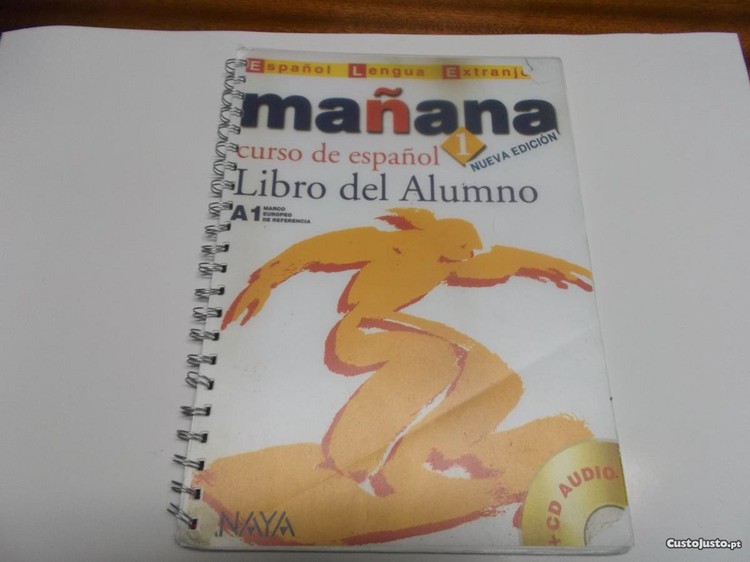 Español Lengua Extranj
mañana
1
curso de español
NUEVA EDICIÓN
Libro del Alumno
A1 MARCO
EUROPEO
DE REFERENCIA
+CD AUDIO
NAYA
CustoJusto.pt